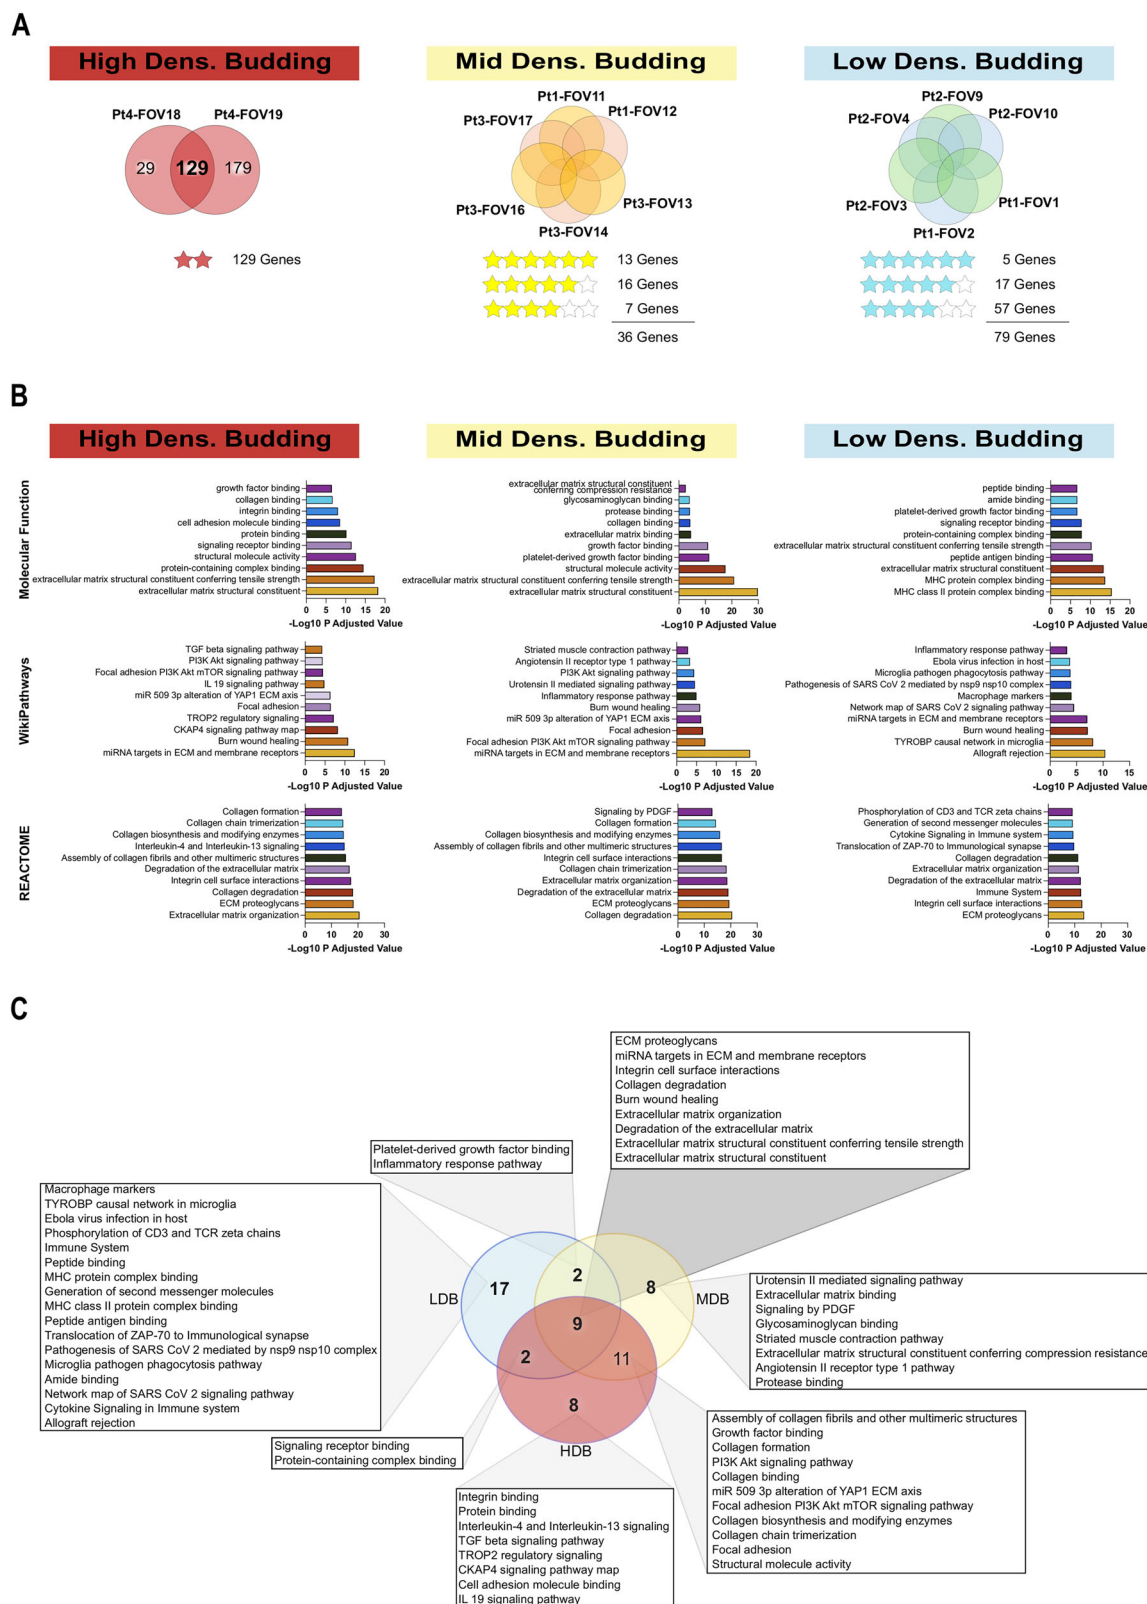 A
High Dens. Budding
Mid Dens. Budding
Low Dens. Budding
Pt4-FOV18
Pt4-FOV19
29
129
179
129 Genes
Pt1-FOV11
Pt3-FOV17
Pt1-FOV12
Pt3-FOV16
Pt3-FOV13
Pt3-FOV14
13 Genes
16 Genes
7 Genes
36 Genes
Pt2-FOV9
Pt2-FOV4
Pt2-FOV10
Pt2-FOV3
Pt1-FOV1
Pt1-FOV2
5 Genes
17 Genes
57 Genes
79 Genes
B
High Dens. Budding
Mid Dens. Budding
Low Dens. Budding
Molecular Function
growth factor binding
collagen binding
integrin binding
cell adhesion molecule binding
protein binding
signaling receptor binding
structural molecule activity
protein-containing complex binding
extracellular matrix structural constituent conferring tensile strength
extracellular matrix structural constituent
0 5 10 15 20
-Log10 P Adjusted Value
extracellular matrix structural constituent
conferring compression resistance
glycosaminoglycan binding
protease binding
collagen binding
extracellular matrix binding
growth factor binding
platelet-derived growth factor binding
structural molecule activity
extracellular matrix structural constituent conferring tensile strength
extracellular matrix structural constituent
0 10 20 30
-Log10 P Adjusted Value
peptide binding
amide binding
platelet-derived growth factor binding
signaling receptor binding
protein-containing complex binding
extracellular matrix structural constituent conferring tensile strength
peptide antigen binding
extracellular matrix structural constituent
MHC protein complex binding
MHC class II protein complex binding
0 5 10 15 20
-Log10 P Adjusted Value
WikiPathways
TGF beta signaling pathway
PI3K Akt signaling pathway
Focal adhesion PI3K Akt mTOR signaling pathway
IL 19 signaling pathway
miR 509 3p alteration of YAP1 ECM axis
Focal adhesion
TROP2 regulatory signaling
CKAP4 signaling pathway map
Burn wound healing
miRNA targets in ECM and membrane receptors
0 5 10 15 20
-Log10 P Adjusted Value
Striated muscle contraction pathway
Angiotensin II receptor type 1 pathway
PI3K Akt signaling pathway
Urotensin II mediated signaling pathway
Inflammatory response pathway
Burn wound healing
miR 509 3p alteration of YAP1 ECM axis
Focal adhesion
Focal adhesion PI3K Akt mTOR signaling pathway
miRNA targets in ECM and membrane receptors
0 5 10 15 20
-Log10 P Adjusted Value
Inflammatory response pathway
Ebola virus infection in host
Microglia pathogen phagocytosis pathway
Pathogenesis of SARS CoV 2 mediated by nsp9 nsp10 complex
Macrophage markers
Network map of SARS CoV 2 signaling pathway
miRNA targets in ECM and membrane receptors
Burn wound healing
TYROBP causal network in microglia
Allograft rejection
0 5 10 15
-Log10 P Adjusted Value
REACTOME
Collagen formation
Collagen chain trimerization
Collagen biosynthesis and modifying enzymes
Interleukin-4 and Interleukin-13 signaling
Assembly of collagen fibrils and other multimeric structures
Degradation of the extracellular matrix
Integrin cell surface interactions
Collagen degradation
ECM proteoglycans
Extracellular matrix organization
0 10 20 30
-Log10 P Adjusted Value
Signaling by PDGF
Collagen formation
Collagen biosynthesis and modifying enzymes
Assembly of collagen fibrils and other multimeric structures
Integrin cell surface interactions
Collagen chain trimerization
Extracellular matrix organization
Degradation of the extracellular matrix
ECM proteoglycans
Collagen degradation
0 10 20 30
-Log10 P Adjusted Value
Phosphorylation of CD3 and TCR zeta chains
Generation of second messenger molecules
Cytokine Signaling in Immune system
Translocation of ZAP-70 to Immunological synapse
Collagen degradation
Extracellular matrix organization
Degradation of the extracellular matrix
Immune System
Integrin cell surface interactions
ECM proteoglycans
0 10 20 30
-Log10 P Adjusted Value
C
ECM proteoglycans
miRNA targets in ECM and membrane receptors
Integrin cell surface interactions
Collagen degradation
Burn wound healing
Extracellular matrix organization
Degradation of the extracellular matrix
Extracellular matrix structural constituent conferring tensile strength
Extracellular matrix structural constituent
Platelet-derived growth factor binding
Inflammatory response pathway
Macrophage markers
TYROBP causal network in microglia
Ebola virus infection in host
Phosphorylation of CD3 and TCR zeta chains
Immune System
Peptide binding
MHC protein complex binding
Generation of second messenger molecules
MHC class II protein complex binding
Peptide antigen binding
Translocation of ZAP-70 to Immunological synapse
Pathogenesis of SARS CoV 2 mediated by nsp9 nsp10 complex
Microglia pathogen phagocytosis pathway
Amide binding
Network map of SARS CoV 2 signaling pathway
Cytokine Signaling in Immune system
Allograft rejection
LDB
17
2
8
MDB
9
2
11
8
HDB
Urotensin II mediated signaling pathway
Extracellular matrix binding
Signaling by PDGF
Glycosaminoglycan binding
Striated muscle contraction pathway
Extracellular matrix structural constituent conferring compression resistance
Angiotensin II receptor type 1 pathway
Protease binding
Signaling receptor binding
Protein-containing complex binding
Assembly of collagen fibrils and other multimeric structures
Growth factor binding
Collagen formation
PI3K Akt signaling pathway
Collagen binding
miR 509 3p alteration of YAP1 ECM axis
Focal adhesion PI3K Akt mTOR signaling pathway
Collagen biosynthesis and modifying enzymes
Collagen chain trimerization
Focal adhesion
Structural molecule activity
Integrin binding
Protein binding
Interleukin-4 and Interleukin-13 signaling
TGF beta signaling pathway
TROP2 regulatory signaling
CKAP4 signaling pathway map
Cell adhesion molecule binding
IL 19 signaling pathway